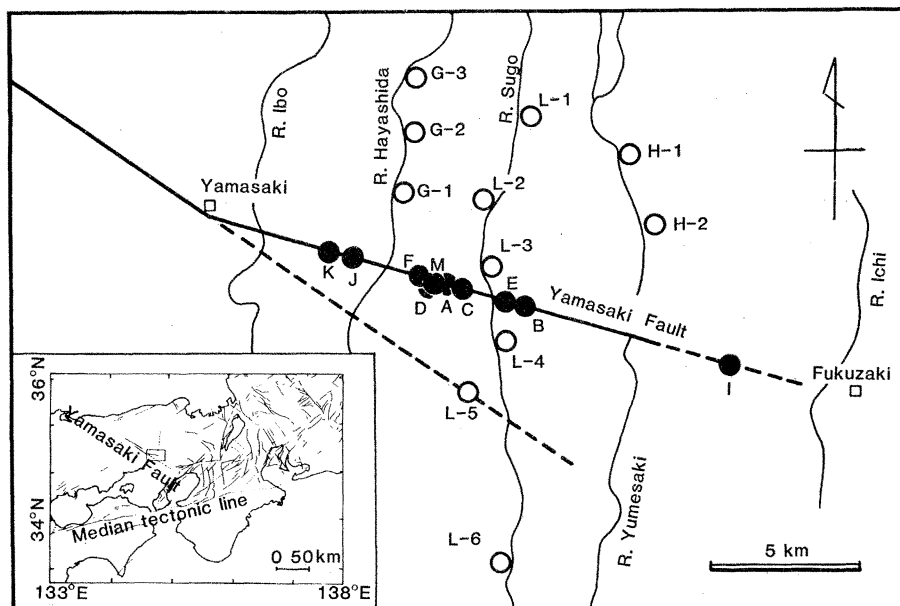 G-3
R. Sugo
L-1
R. Ibo
R. Hayashida
G-2
H-1
Yamasaki
G-1
L-2
H-2
L-3
R. Ichi
K
J
F
M
D
A
C
E
B
Yamasaki Fault
L-4
I
Fukuzaki
L-5
R. Yumesaki
L-6
5 km
36°N
34°N
Yamasaki Fault
Median tectonic line
0 50km
133°E
138°E